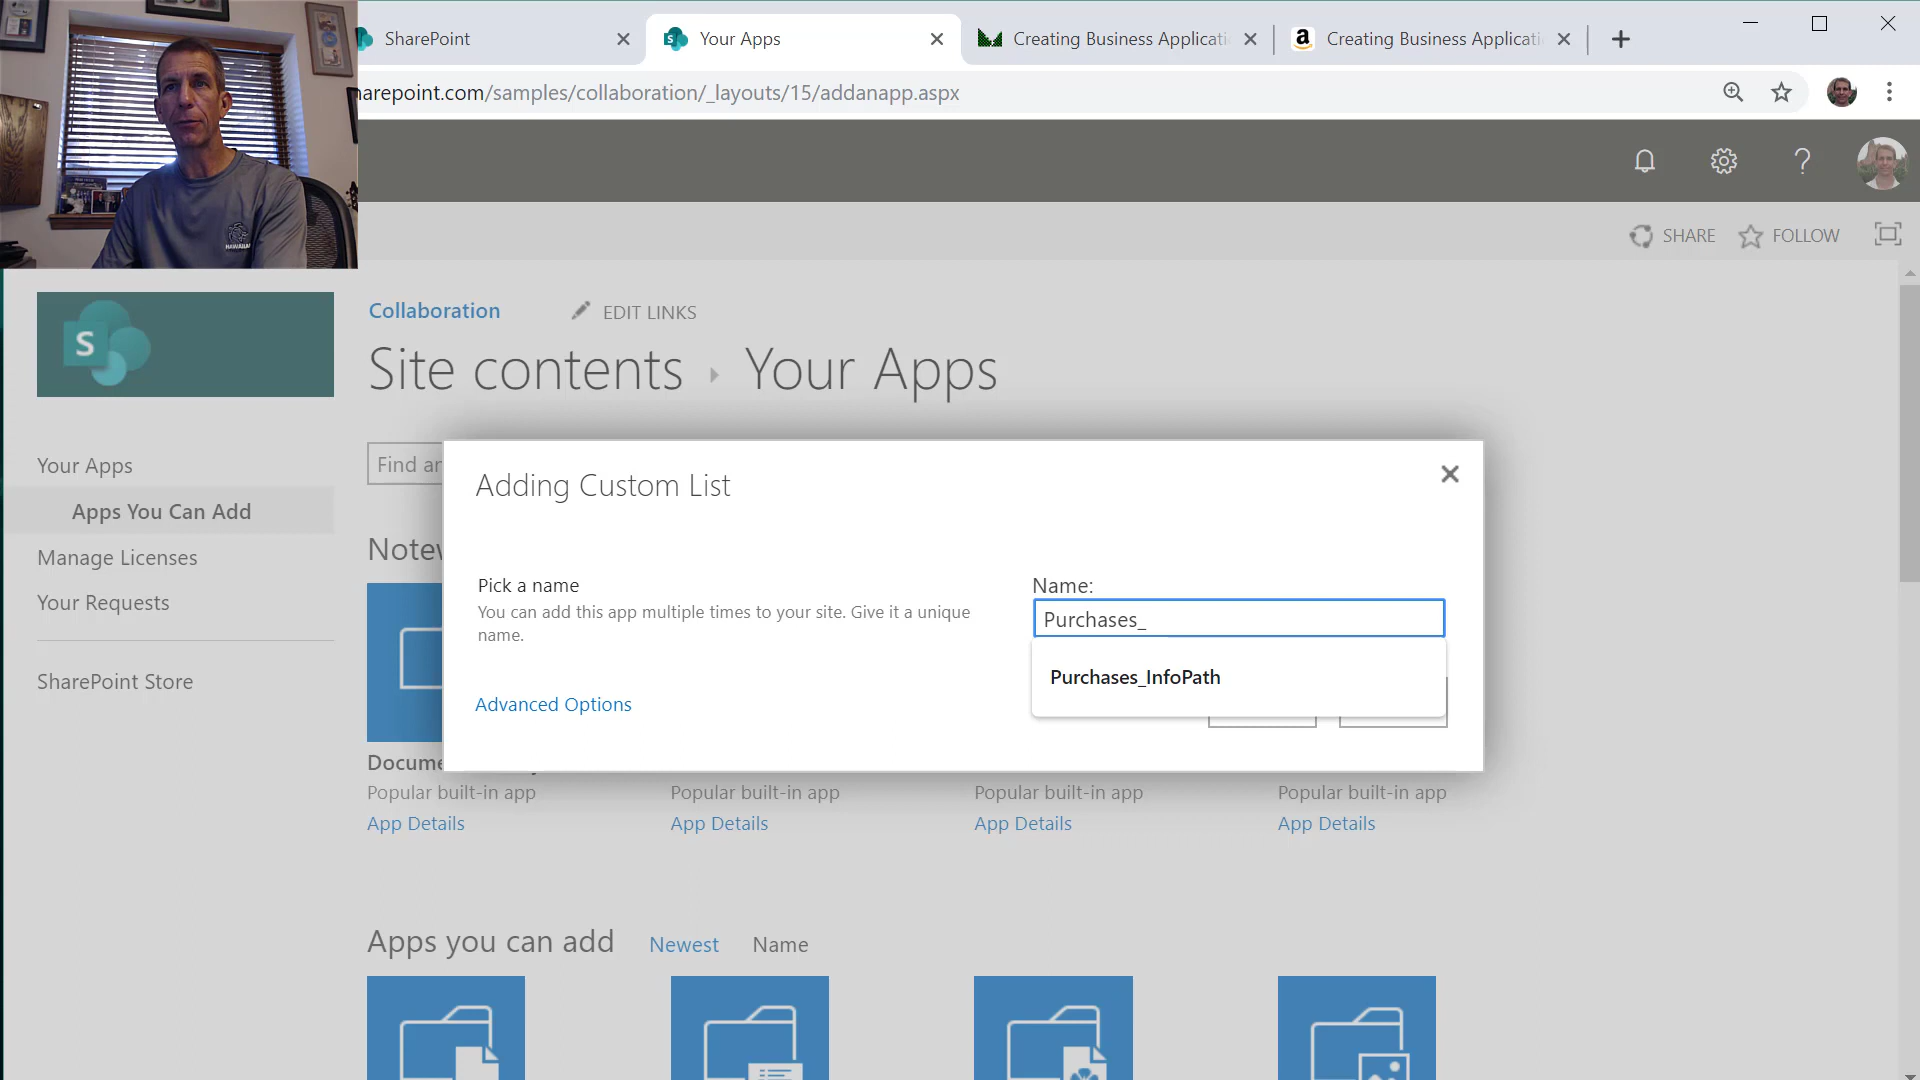 SharePoint
Your Apps
Creating Business Applicati
Creating Business Applicati
harepoint.com/samples/collaboration/_layouts/15/addanapp.aspx
SHARE
FOLLOW
S
Collaboration
EDIT LINKS
Site contents
Your Apps
Your Apps
Apps You Can Add
Manage Licenses
Your Requests
SharePoint Store
Find an
Adding Custom List
Pick a name
You can add this app multiple times to your site. Give it a unique
name.
Name:
Purchases_
Purchases_InfoPath
Advanced Options
Popular built-in app
App Details
Popular built-in app
App Details
Popular built-in app
App Details
Popular built-in app
App Details
Apps you can add
Newest
Name